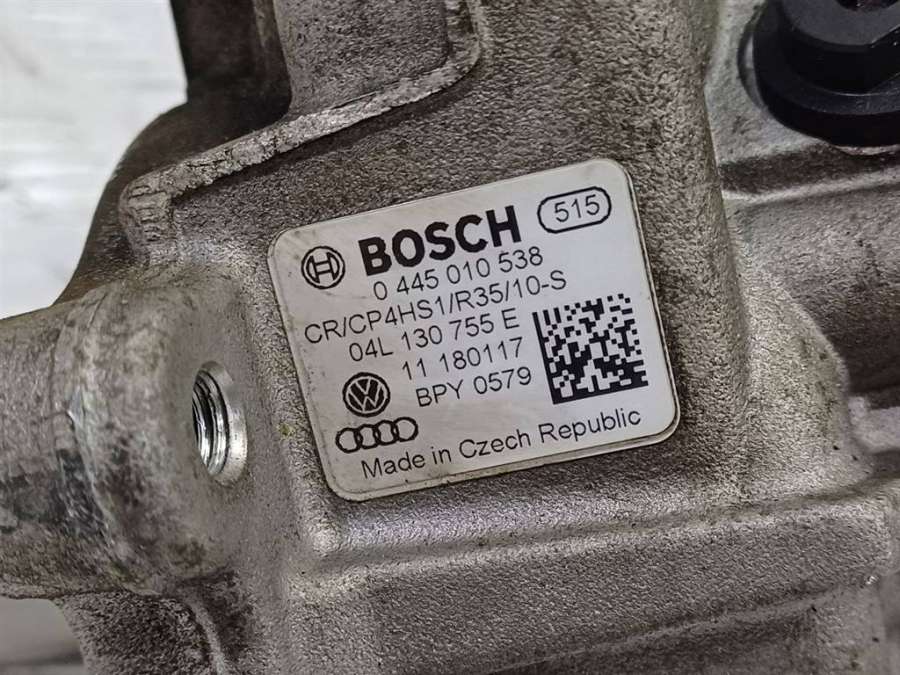 BOSCH 515
0 445 010 538
CR/CP4HS1/R35/10-S
04L 130 755 E
11 180117
BPY 0579
Made in Czech Republic